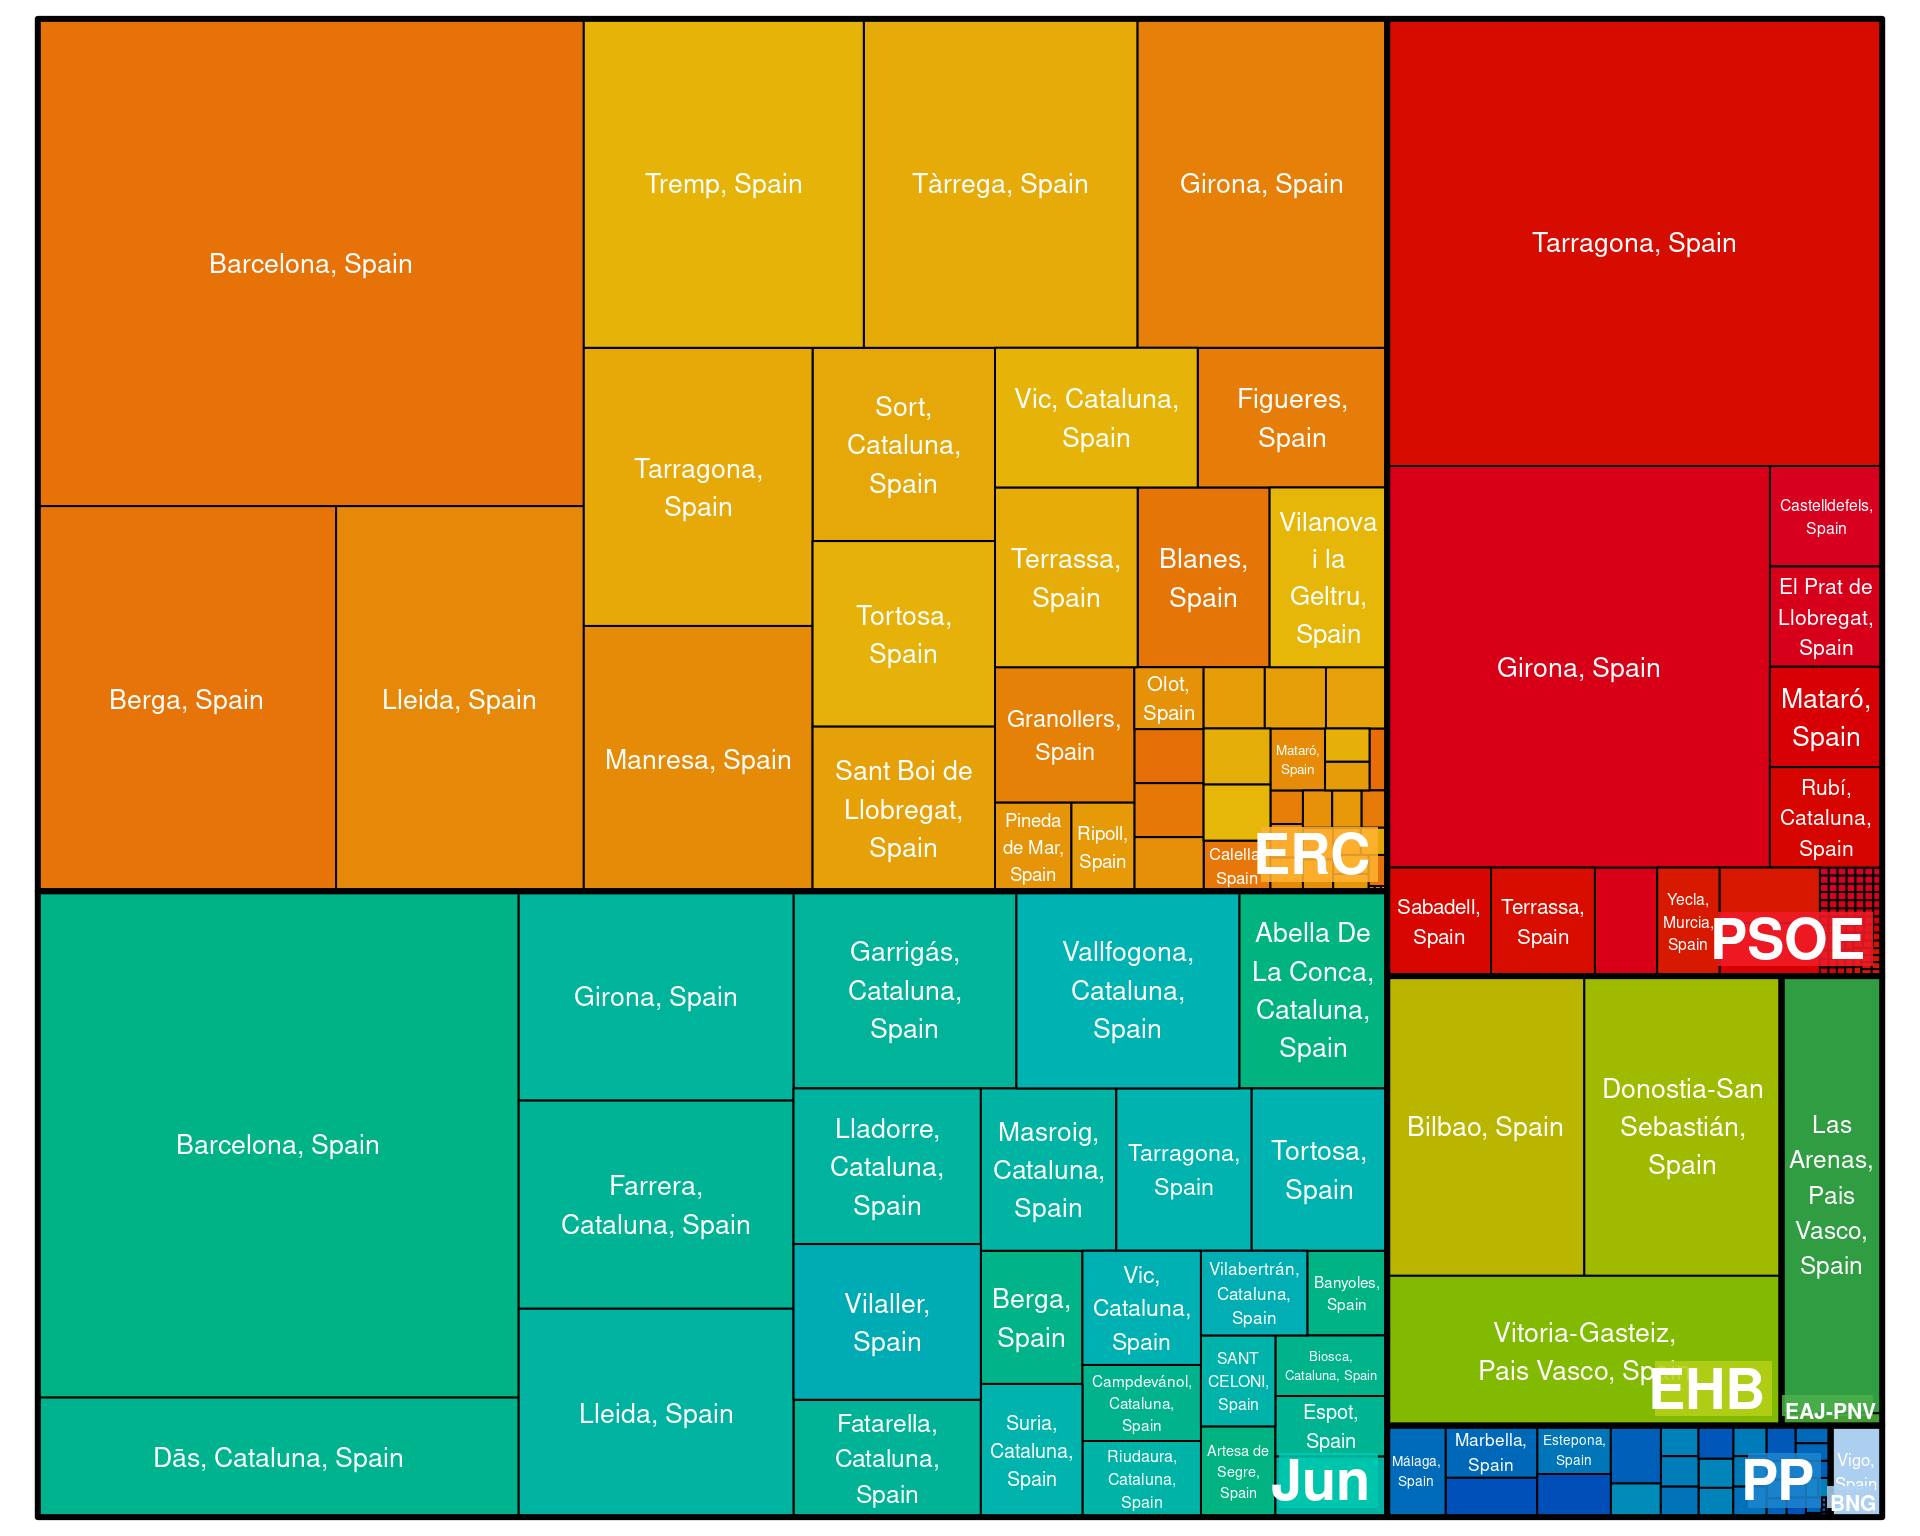 Barcelona, Spain
Tremp, Spain
Tàrrega, Spain
Girona, Spain
Berga, Spain
Lleida, Spain
Tarragona,
Spain
Manresa, Spain
Sort,
Cataluna,
Spain
Tortosa,
Spain
Sant Boi de
Llobregat,
Spain
Vic, Cataluna,
Spain
Figueres,
Spain
Terrassa,
Spain
Blanes,
Spain
Vilanova
i la
Geltru,
Spain
Granollers,
Spain
Pineda
de Mar,
Spain
Ripoll,
Spain
Olot,
Spain
Mataró,
Spain
Calella
Spain
ERC
Tarragona, Spain
Girona, Spain
Castelldefels,
Spain
El Prat de
Llobregat,
Spain
Mataró,
Spain
Rubí,
Cataluna,
Spain
Sabadell,
Spain
Terrassa,
Spain
Yecla,
Murcia,
Spain
PSOE
Barcelona, Spain
Dās, Cataluna, Spain
Girona, Spain
Farrera,
Cataluna, Spain
Lleida, Spain
Garrigás,
Cataluna,
Spain
Vallfogona,
Cataluna,
Spain
Abella De
La Conca,
Cataluna,
Spain
Lladorre,
Cataluna,
Spain
Vilaller,
Spain
Fatarella,
Cataluna,
Spain
Masroig,
Cataluna,
Spain
Tarragona,
Spain
Tortosa,
Spain
Berga,
Spain
Suria,
Cataluna,
Spain
Vic,
Cataluna,
Spain
Campdevánol,
Cataluna,
Spain
Riudaura,
Cataluna,
Spain
Vilabertrán,
Cataluna,
Spain
Banyoles,
Spain
SANT
CELONI,
Spain
Artesa de
Segre,
Spain
Biosca,
Cataluna, Spain
Espot,
Spain
Jun
Bilbao, Spain
Donostia-San
Sebastián,
Spain
Vitoria-Gasteiz,
Pais Vasco, Spain
EHB
Las
Arenas,
Pais
Vasco,
Spain
EAJ-PNV
Málaga,
Spain
Marbella,
Spain
Estepona,
Spain
PP
Vigo,
Spain
BNG